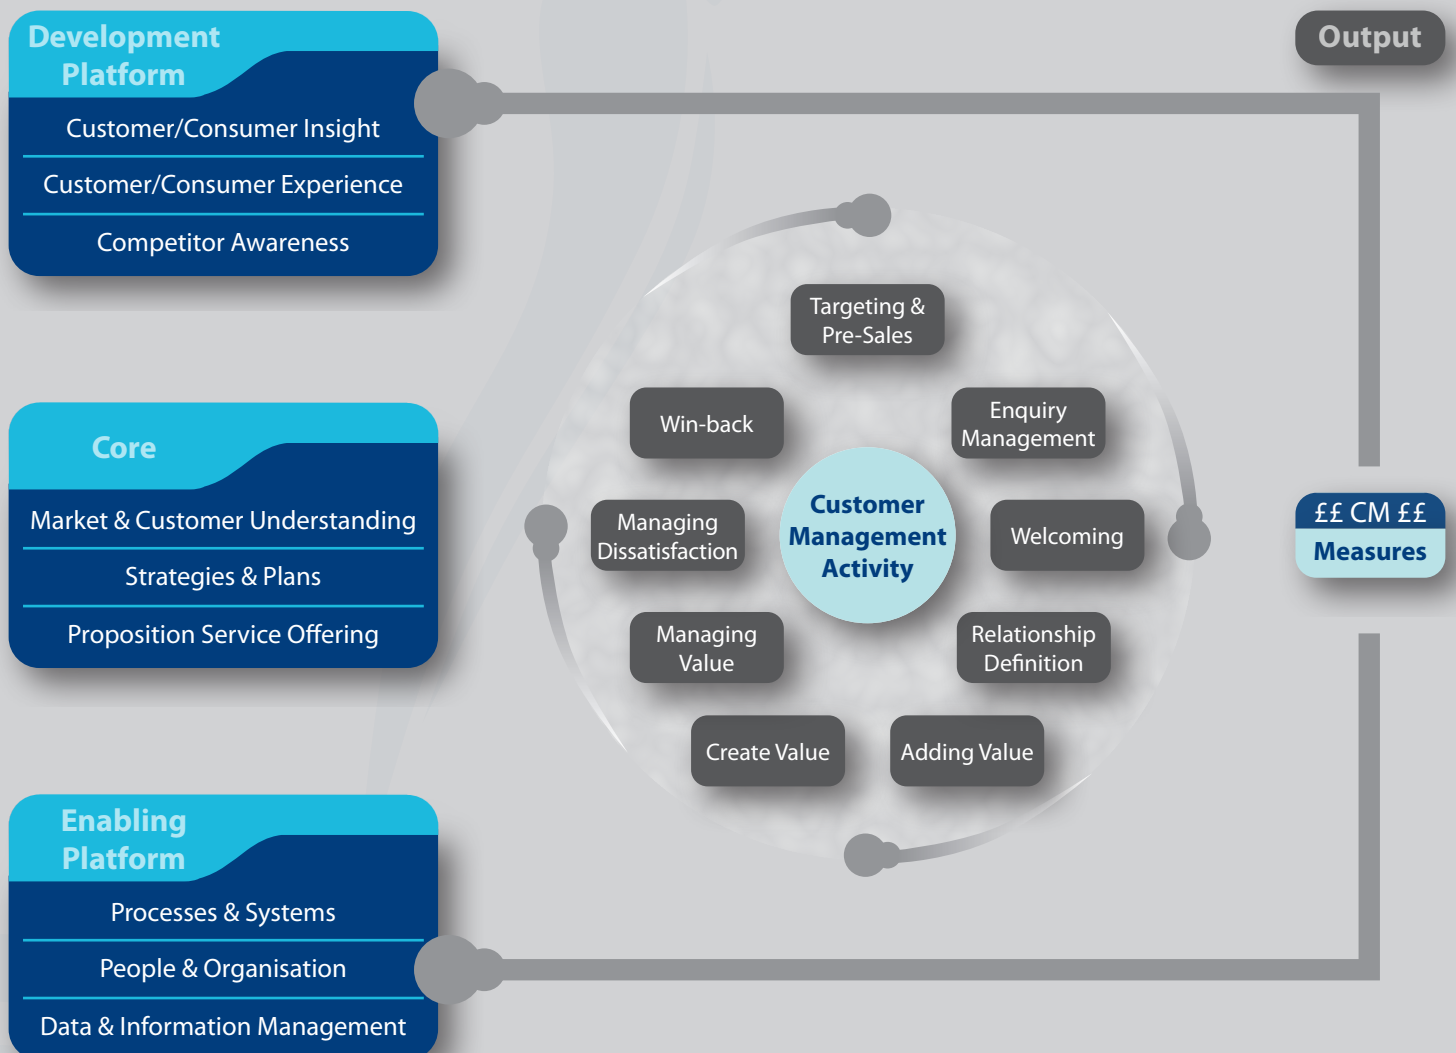 Development
Platform
Customer/Consumer Insight
Customer/Consumer Experience
Competitor Awareness
Core
Market & Customer Understanding
Strategies & Plans
Proposition Service Offering
Enabling
Platform
Processes & Systems
People & Organisation
Data & Information Management
Targeting &
Pre-Sales
Enquiry
Management
Welcoming
Relationship
Definition
Adding Value
Create Value
Managing
Value
Managing
Dissatisfaction
Win-back
Customer
Management
Activity
Output
££ CM ££
Measures